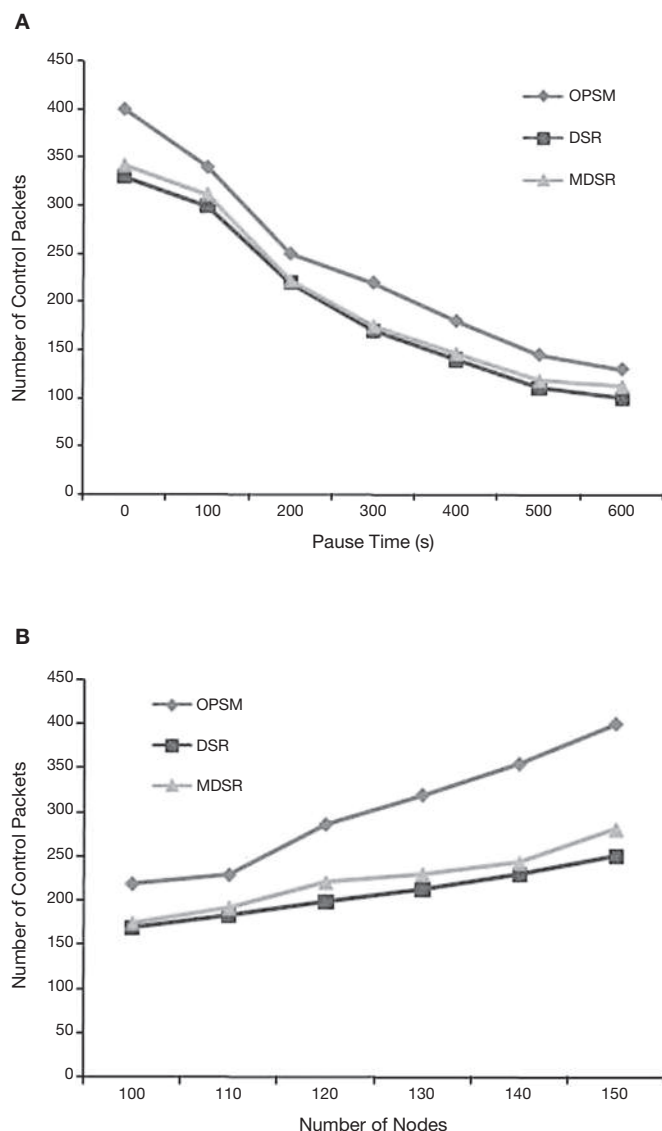 A
450
400
350
300
250
200
150
100
50
0
Number of Control Packets
OPSM
DSR
MDSR
0 100 200 300 400 500 600
Pause Time (s)
B
450
400
350
300
250
200
150
100
50
0
Number of Control Packets
OPSM
DSR
MDSR
100 110 120 130 140 150
Number of Nodes